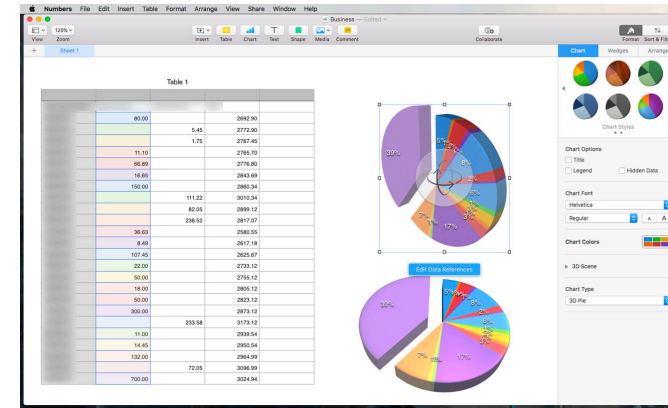 Numbers File Edit Insert Table Format Arrange View Share Window Help
Business — Edited
125%
View Zoom Insert Table Chart Text Shape Media Comment Collaborate Format Sort & Filt
+ Sheet 1
Chart Wedges Arrange
Table 1
80.00 2692.90
5.45 2772.90
1.75 2767.45
11.10 2765.70
66.89 2776.80
16.65 2843.69
150.00 2860.34
111.22 3010.34
82.05 2899.12
236.52 2817.07
36.63 2580.55
8.49 2617.18
107.45 2625.67
22.00 2733.12
50.00 2755.12
18.00 2805.12
50.00 2823.12
300.00 2873.12
233.58 3173.12
11.00 2939.54
14.45 2950.54
132.00 2964.99
72.05 3096.99
700.00 3024.94
39%
5%
8%
6%
7%
17%
Edit Data References
39%
5%
8%
7%
17%
Chart Styles
Chart Options
Title
Legend Hidden Data
Chart Font
Helvetica
Regular A A
Chart Colors
3D Scene
Chart Type
3D Pie